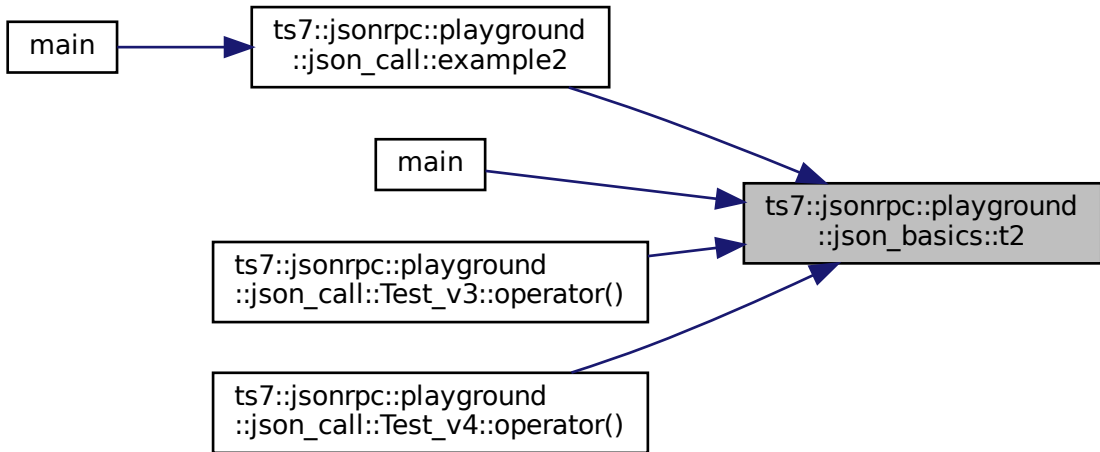 main
ts7::jsonrpc::playground
::json_call::example2
main
ts7::jsonrpc::playground
::json_basics::t2
ts7::jsonrpc::playground
::json_call::Test_v3::operator()
ts7::jsonrpc::playground
::json_call::Test_v4::operator()